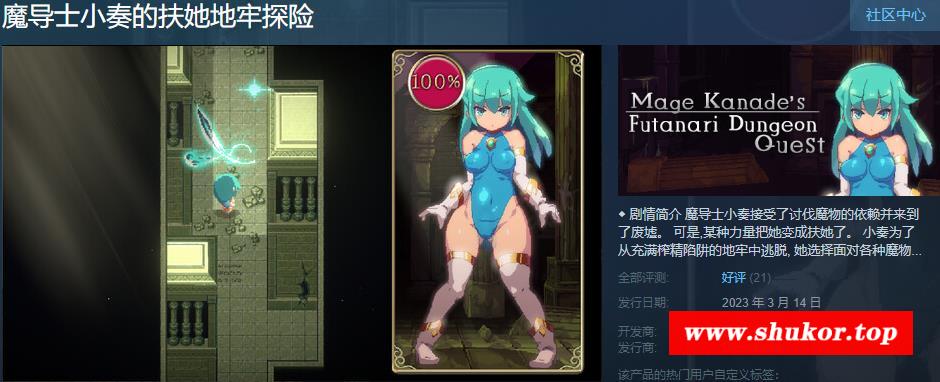 魔导士小奏的扶她地牢探险
社区中心
100%
Mage Kanade's
Futanari Dungeon
Quest
◆ 剧情简介 魔导士小奏接受了讨伐魔物的依赖并来到
了废墟。 可是,某种力量把她变成扶她了。 小奏为了
从充满榨精陷阱的地牢中逃脱, 她选择面对各种魔物...
全部评测: 好评 (21)
发行日期: 2023 年 3 月 14 日
开发商:
发行商:
www.shukor.top
该产品的热门用户自定义标签: